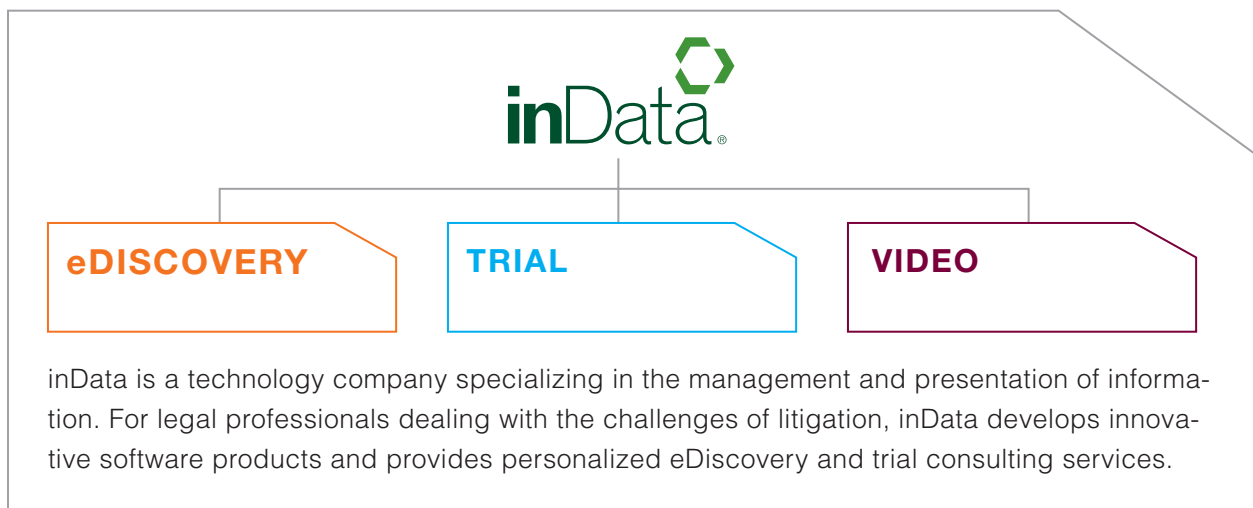 inData®
eDISCOVERY
TRIAL
VIDEO
inData is a technology company specializing in the management and presentation of informa-
tion. For legal professionals dealing with the challenges of litigation, inData develops innova-
tive software products and provides personalized eDiscovery and trial consulting services.